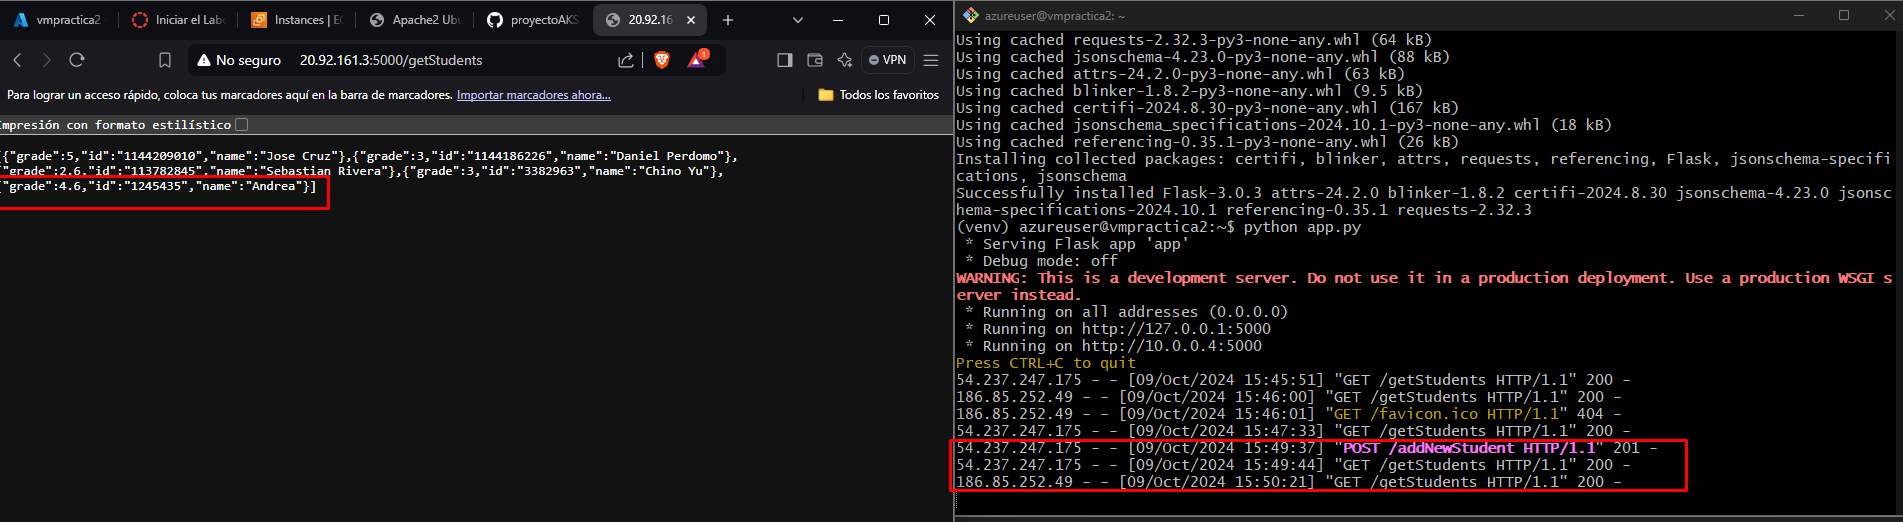 vmpractica2
Iniciar el Lab
Instances | EC
Apache2 Ubu
proyectoAKS
20.92.16
No seguro
20.92.161.3:5000/getStudents
1
VPN
Para lograr un acceso rápido, coloca tus marcadores aquí en la barra de marcadores. Importar marcadores ahora...
Todos los favoritos
Impresión con formato estilístico
[{"grade":5,"id":"1144209010","name":"Jose Cruz"},{"grade":3,"id":"1144186226","name":"Daniel Perdomo"},
{"grade":2.6,"id":"113782845","name":"Sebastian Rivera"},{"grade":3,"id":"3382963","name":"Chino Yu"},
{"grade":4.6,"id":"1245435","name":"Andrea"}]
azureuser@vmpractica2: ~
Using cached requests-2.32.3-py3-none-any.whl (64 kB)
Using cached jsonschema-4.23.0-py3-none-any.whl (88 kB)
Using cached attrs-24.2.0-py3-none-any.whl (63 kB)
Using cached blinker-1.8.2-py3-none-any.whl (9.5 kB)
Using cached certifi-2024.8.30-py3-none-any.whl (167 kB)
Using cached jsonschema_specifications-2024.10.1-py3-none-any.whl (18 kB)
Using cached referencing-0.35.1-py3-none-any.whl (26 kB)
Installing collected packages: certifi, blinker, attrs, requests, referencing, Flask, jsonschema-specifi
cations, jsonschema
Successfully installed Flask-3.0.3 attrs-24.2.0 blinker-1.8.2 certifi-2024.8.30 jsonschema-4.23.0 jsonsc
hema-specifications-2024.10.1 referencing-0.35.1 requests-2.32.3
(venv) azureuser@vmpractica2:~$ python app.py
* Serving Flask app 'app'
* Debug mode: off
WARNING: This is a development server. Do not use it in a production deployment. Use a production WSGI s
erver instead.
* Running on all addresses (0.0.0.0)
* Running on http://127.0.0.1:5000
* Running on http://10.0.0.4:5000
Press CTRL+C to quit
54.237.247.175 - - [09/Oct/2024 15:45:51] "GET /getStudents HTTP/1.1" 200 -
186.85.252.49 - - [09/Oct/2024 15:46:00] "GET /getStudents HTTP/1.1" 200 -
186.85.252.49 - - [09/Oct/2024 15:46:01] "GET /favicon.ico HTTP/1.1" 404 -
54.237.247.175 - - [09/Oct/2024 15:47:33] "GET /getStudents HTTP/1.1" 200 -
54.237.247.175 - - [09/Oct/2024 15:49:37] "POST /addNewStudent HTTP/1.1" 201 -
54.237.247.175 - - [09/Oct/2024 15:49:44] "GET /getStudents HTTP/1.1" 200 -
186.85.252.49 - - [09/Oct/2024 15:50:21] "GET /getStudents HTTP/1.1" 200 -